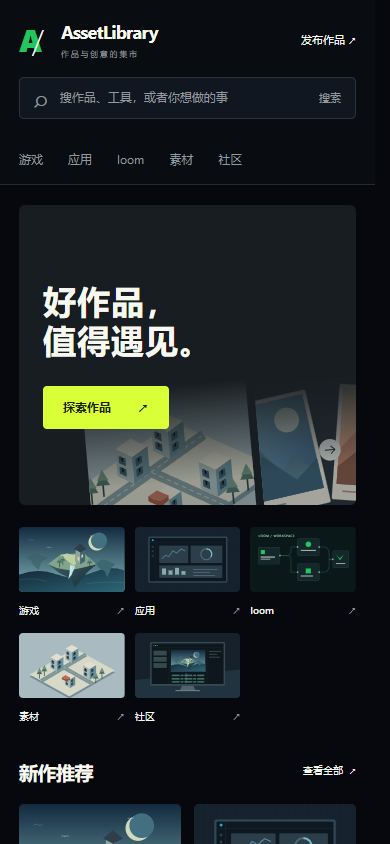 AssetLibrary
作品与创意的集市
发布作品 ↗
搜作品、工具，或者你想做的事
搜索
游戏
应用
loom
素材
社区
好作品，
值得遇见。
探索作品 ↗
LOOM / WORKSPACE
游戏 ↗
应用 ↗
loom ↗
素材 ↗
社区 ↗
新作推荐
查看全部 ↗